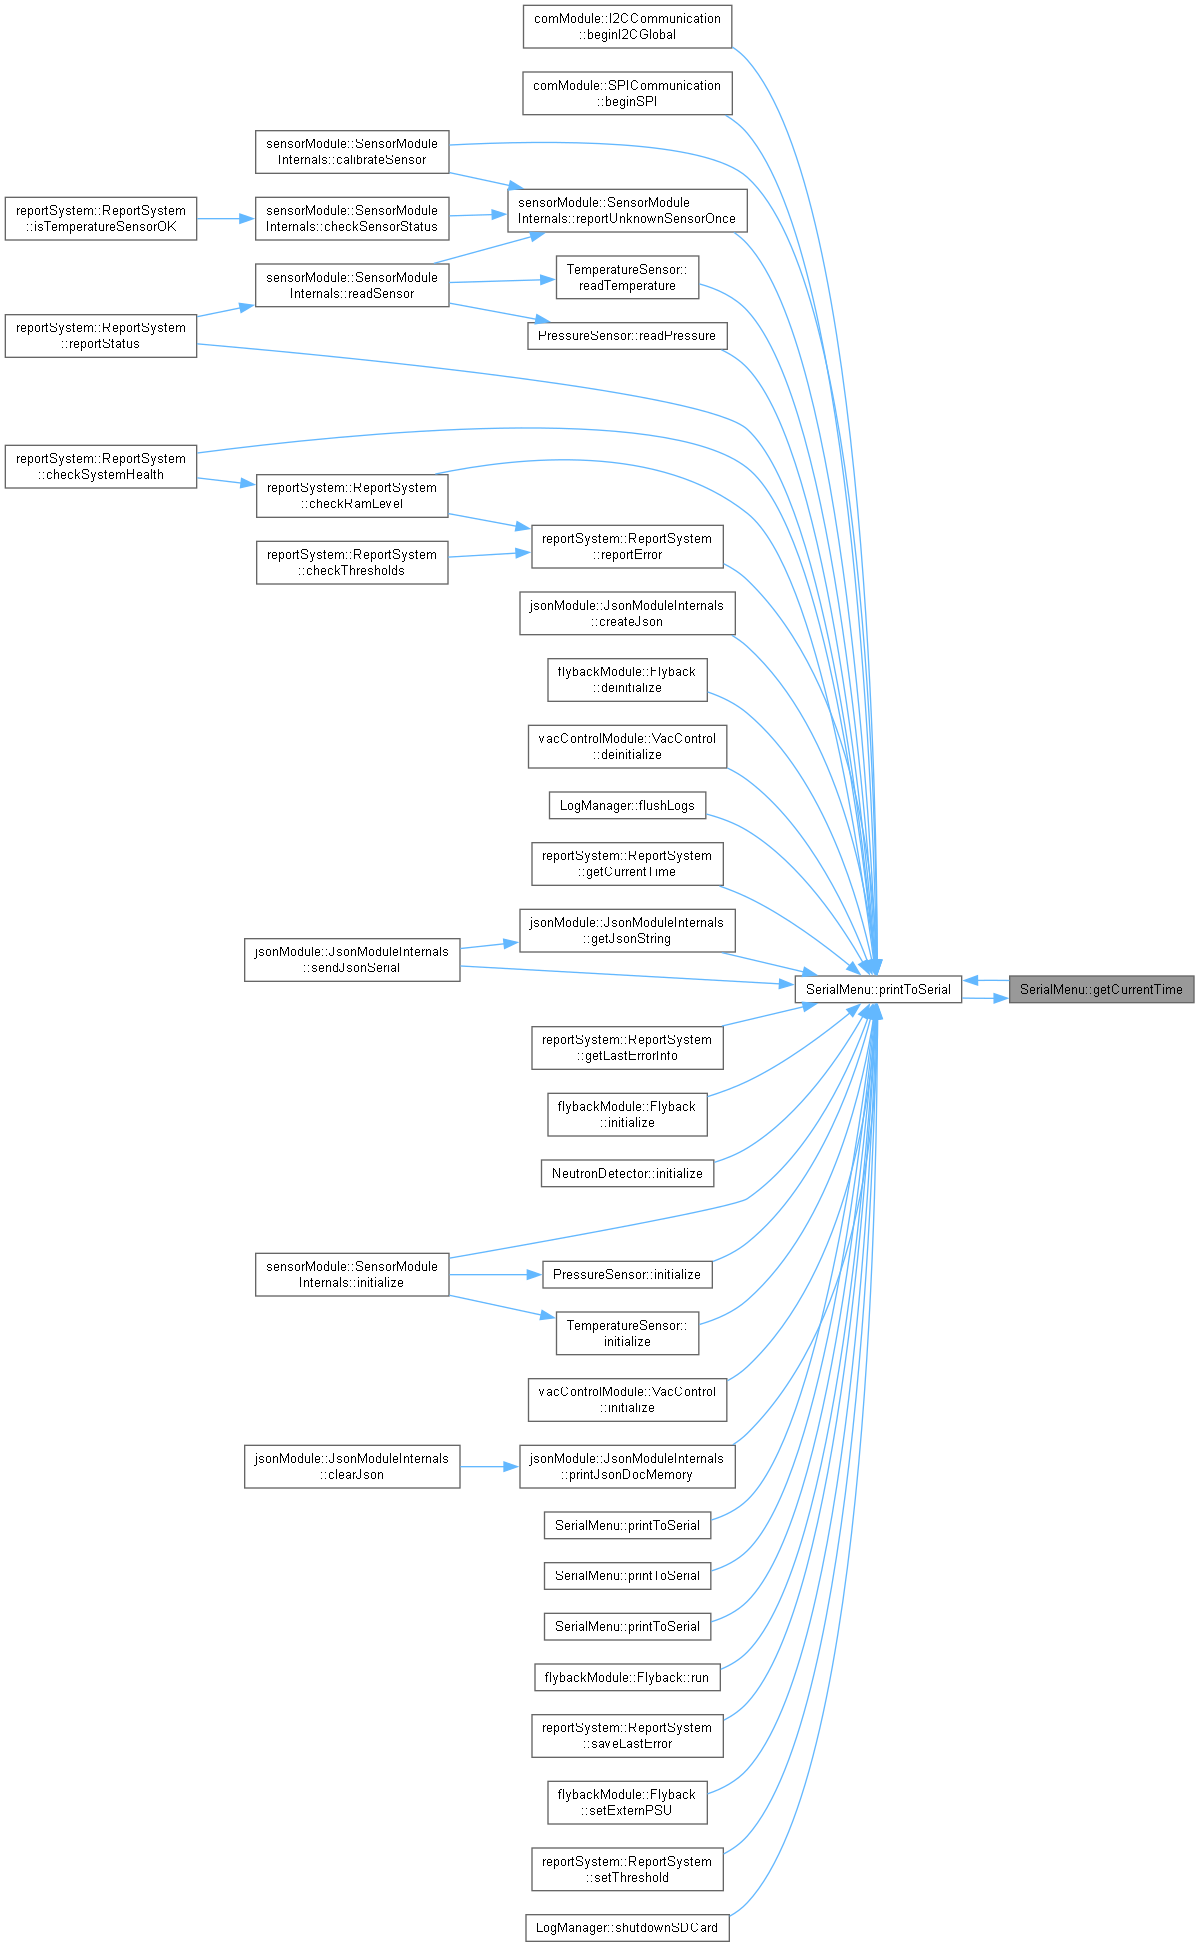 comModule::I2CCommunication
::beginI2CGlobal
comModule::SPICommunication
::beginSPI
sensorModule::SensorModule
Internals::calibrateSensor
sensorModule::SensorModule
Internals::reportUnknownSensorOnce
reportSystem::ReportSystem
::isTemperatureSensorOK
sensorModule::SensorModule
Internals::checkSensorStatus
sensorModule::SensorModule
Internals::readSensor
TemperatureSensor::
readTemperature
reportSystem::ReportSystem
::reportStatus
PressureSensor::readPressure
reportSystem::ReportSystem
::checkSystemHealth
reportSystem::ReportSystem
::checkRamLevel
reportSystem::ReportSystem
::reportError
reportSystem::ReportSystem
::checkThresholds
jsonModule::JsonModuleInternals
::createJson
flybackModule::Flyback
::deinitialize
vacControlModule::VacControl
::deinitialize
LogManager::flushLogs
reportSystem::ReportSystem
::getCurrentTime
jsonModule::JsonModuleInternals
::getJsonString
jsonModule::JsonModuleInternals
::sendJsonSerial
SerialMenu::printToSerial
SerialMenu::getCurrentTime
reportSystem::ReportSystem
::getLastErrorInfo
flybackModule::Flyback
::initialize
NeutronDetector::initialize
sensorModule::SensorModule
Internals::initialize
PressureSensor::initialize
TemperatureSensor::
initialize
vacControlModule::VacControl
::initialize
jsonModule::JsonModuleInternals
::clearJson
jsonModule::JsonModuleInternals
::printJsonDocMemory
SerialMenu::printToSerial
SerialMenu::printToSerial
SerialMenu::printToSerial
flybackModule::Flyback::run
reportSystem::ReportSystem
::saveLastError
flybackModule::Flyback
::setExternPSU
reportSystem::ReportSystem
::setThreshold
LogManager::shutdownSDCard